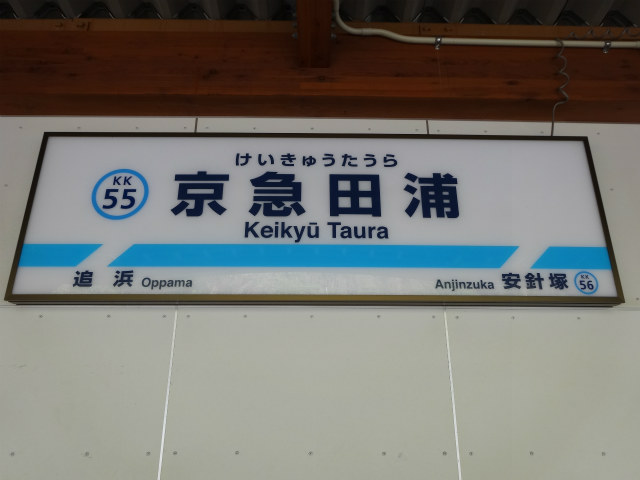 けいきゅうたうら
KK
55
京急田浦
Keikyū Taura
追浜 Oppama
Anjinzuka 安針塚 KK 56